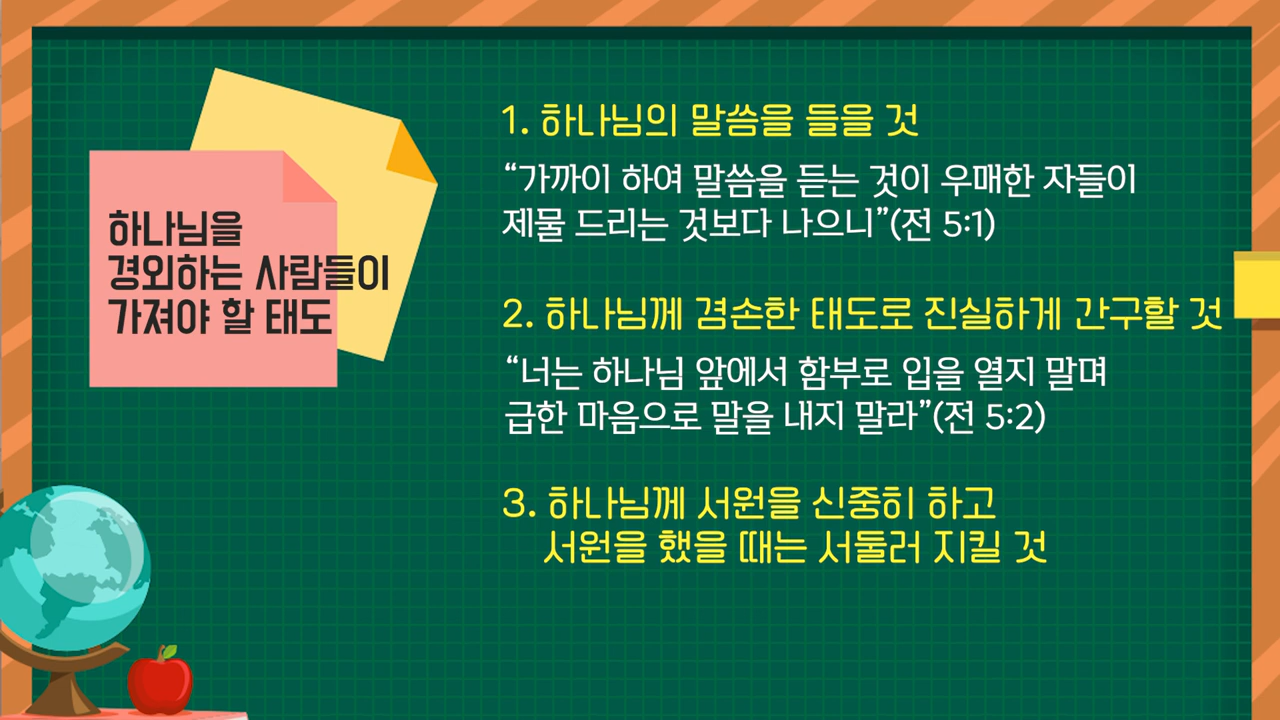 하나님을
경외하는 사람들이
가져야 할 태도
1. 하나님의 말씀을 들을 것
“가까이 하여 말씀을 듣는 것이 우매한 자들이
제물 드리는 것보다 나으니”(전 5:1)
2. 하나님께 겸손한 태도로 진실하게 간구할 것
“너는 하나님 앞에서 함부로 입을 열지 말며
급한 마음으로 말을 내지 말라”(전 5:2)
3. 하나님께 서원을 신중히 하고
서원을 했을 때는 서둘러 지킬 것